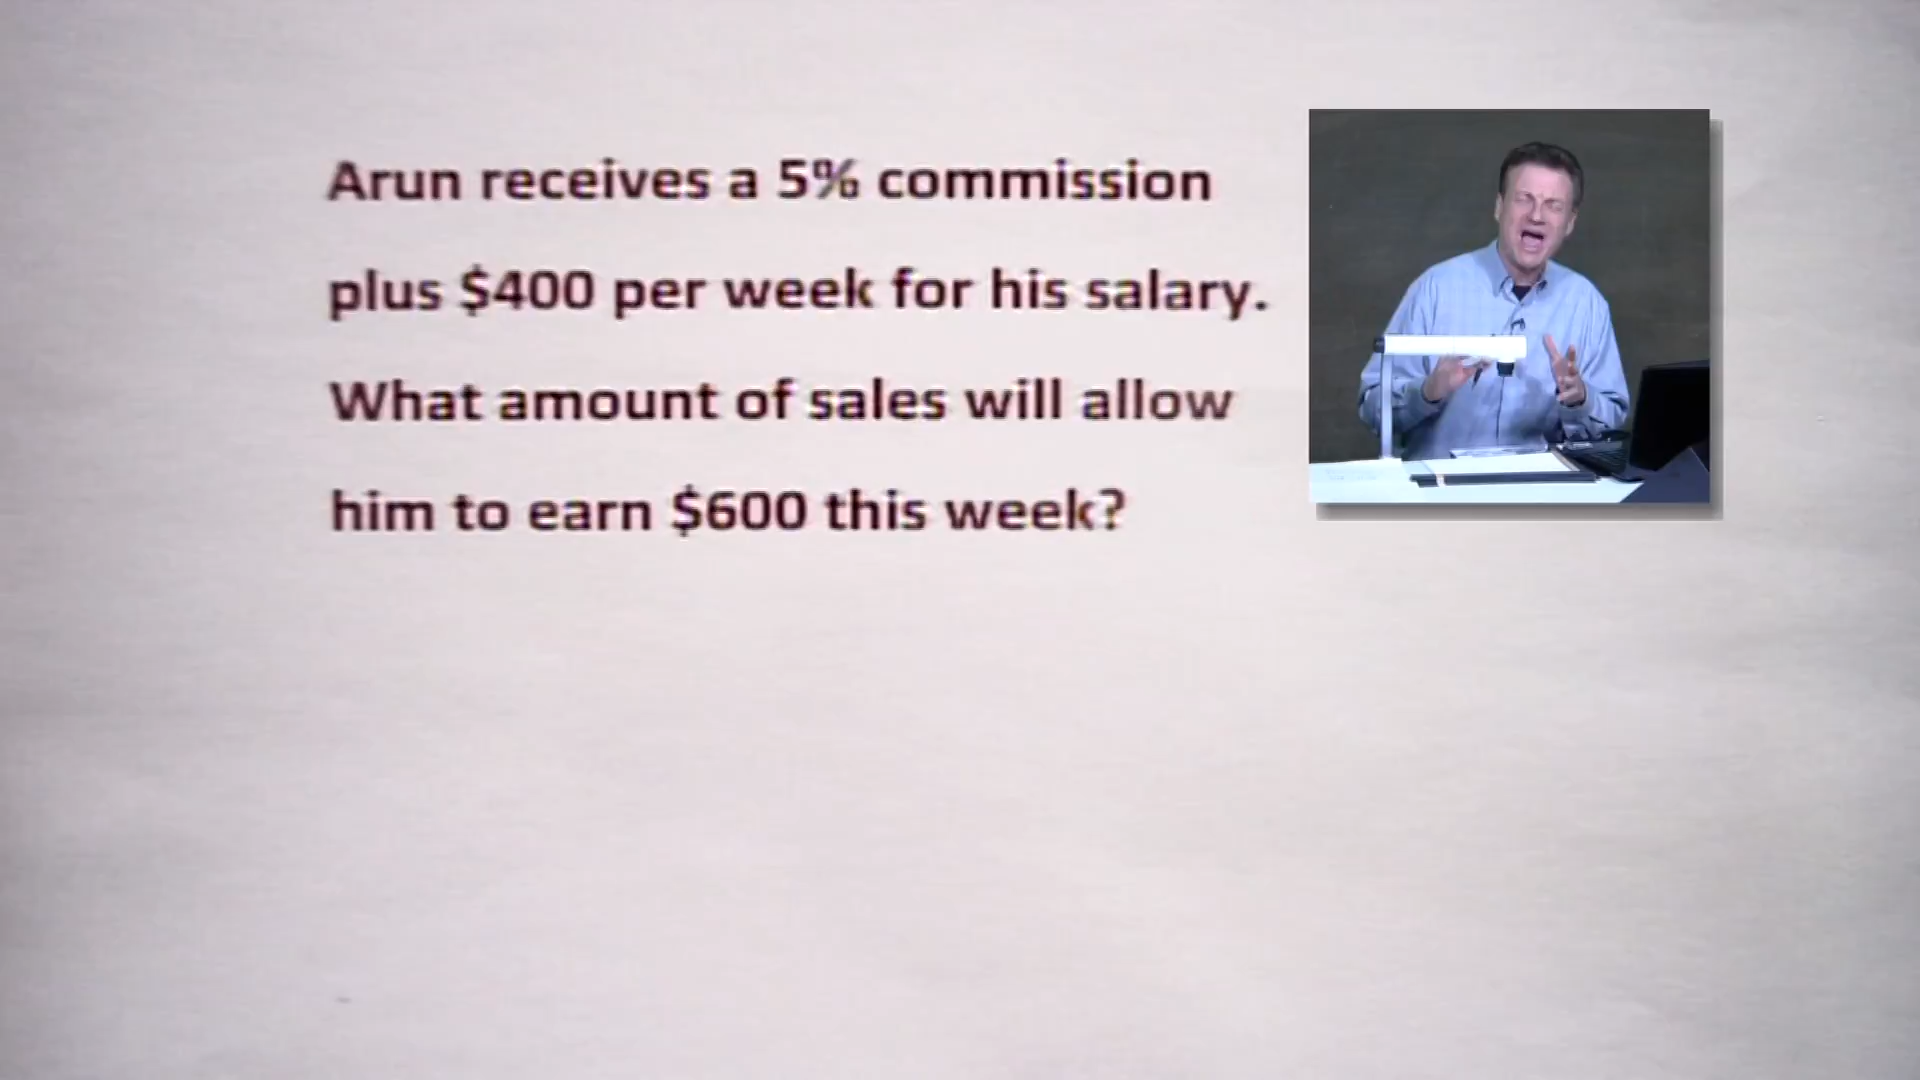 Arun receives a 5% commission
plus $400 per week for his salary.
What amount of sales will allow
him to earn $600 this week?